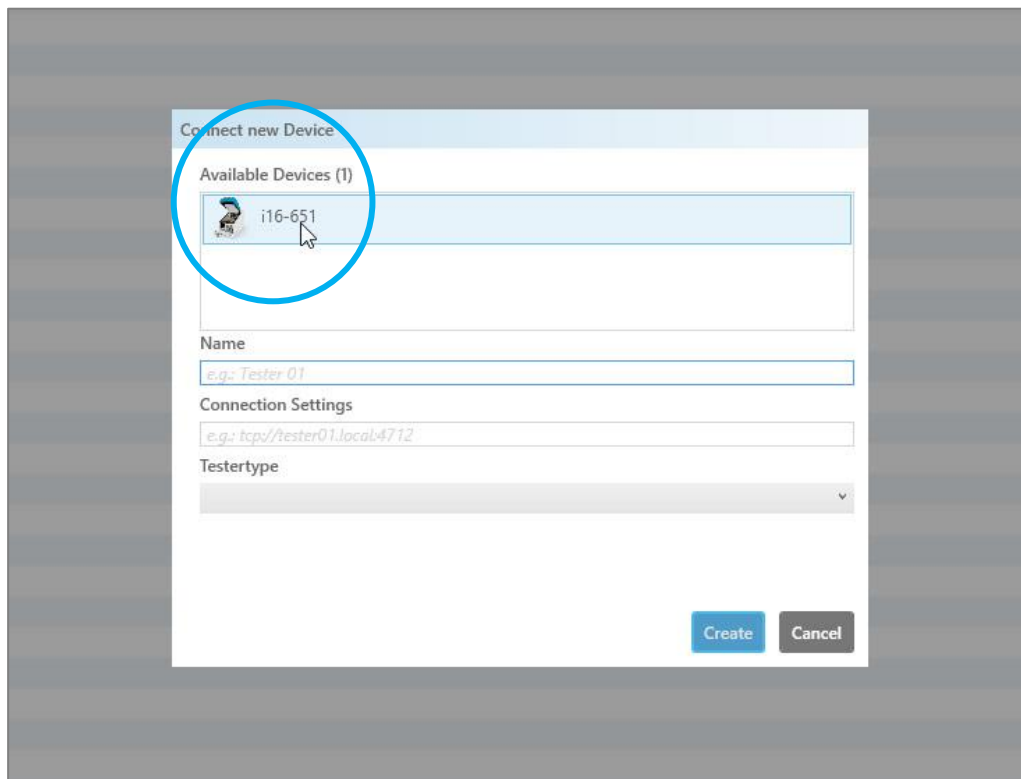 Connect new Device
Available Devices (1)
i16-651
Name
e.g.: Tester 01
Connection Settings
e.g.: tcp://tester01.local:4712
Testertype
Create
Cancel